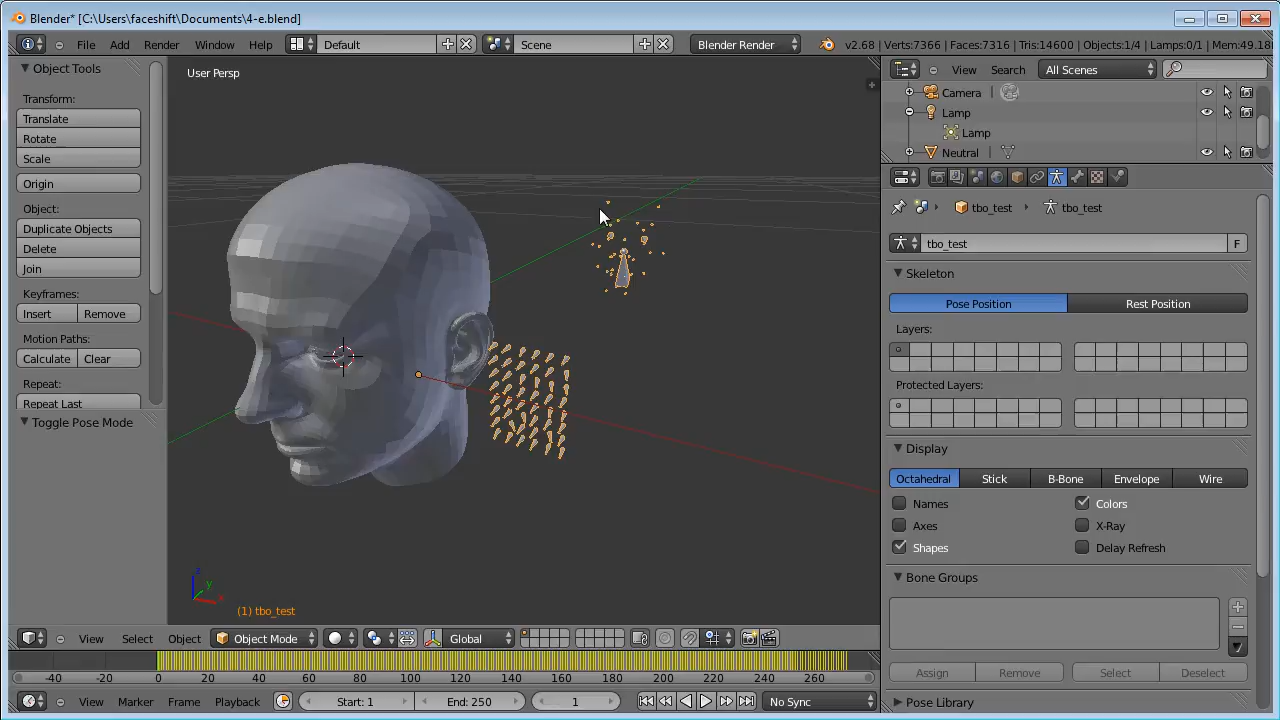 Blender* [C:\Users\faceshift\Documents\4-e.blend]
File Add Render Window Help Default Scene Blender Render v2.68 | Verts:7366 | Faces:7316 | Tris:14600 | Objects:1/4 | Lamps:0/1 | Mem:49.18
Object Tools
Transform:
Translate
Rotate
Scale
Origin
Object:
Duplicate Objects
Delete
Join
Keyframes:
Insert Remove
Motion Paths:
Calculate Clear
Repeat:
Repeat Last
Toggle Pose Mode
User Persp
z
y
x
(1) tbo_test
View Select Object Object Mode Global
-40 -20 0 20 40 60 80 100 120 140 160 180 200 220 240 260
View Marker Frame Playback Start: 1 End: 250 1 No Sync
View Search All Scenes
Camera
Lamp
Lamp
Neutral
tbo_test tbo_test
tbo_test F
Skeleton
Pose Position Rest Position
Layers:
Protected Layers:
Display
Octahedral Stick B-Bone Envelope Wire
Names Colors
Axes X-Ray
Shapes Delay Refresh
Bone Groups
Assign Remove Select Deselect
Pose Library